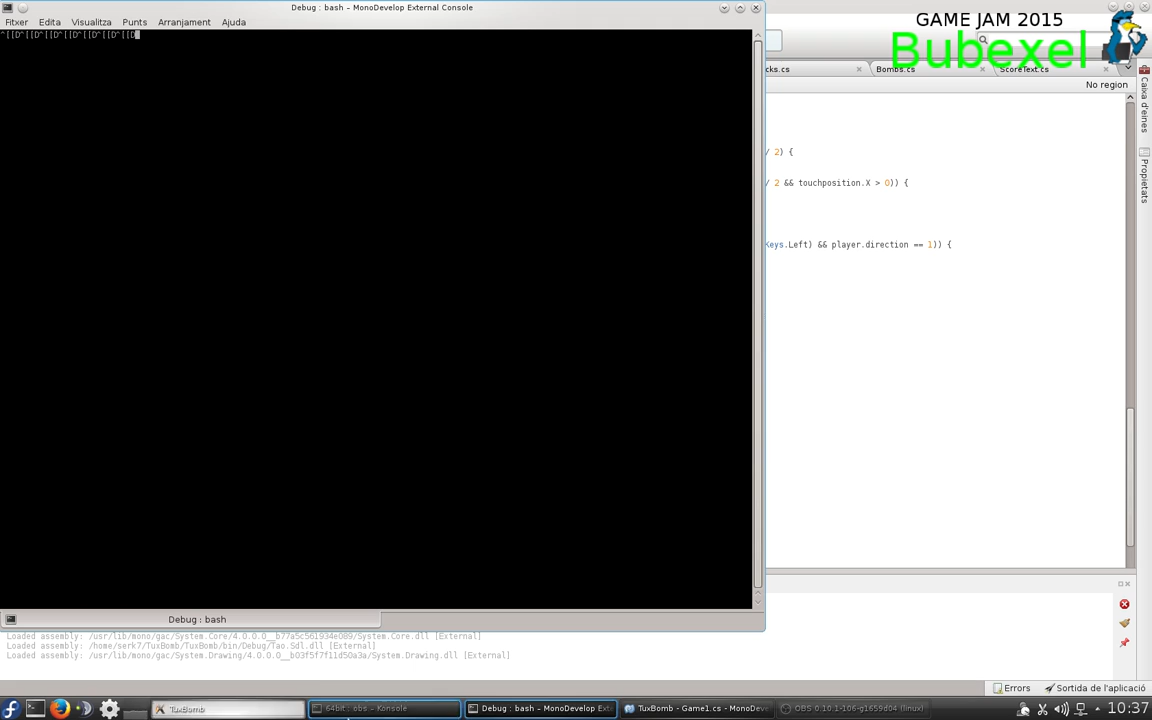 Debug : bash – MonoDevelop External Console
Fitxer Edita Visualitza Punts Arranjament Ajuda
^[[D^[[D^[[D^[[D^[[D^[[D^[[D
GAME JAM 2015
Bubexel
cks.cs Bombs.cs ScoreText.cs
No region
/ 2) {
/ 2 && touchposition.X > 0)) {
Keys.Left) && player.direction == 1)) {
Caixa d'eines
Propietats
Debug : bash
Loaded assembly: /usr/lib/mono/gac/System.Core/4.0.0.0__b77a5c561934e089/System.Core.dll [External]
Loaded assembly: /home/serk7/TuxBomb/TuxBomb/bin/Debug/Tao.Sdl.dll [External]
Loaded assembly: /usr/lib/mono/gac/System.Drawing/4.0.0.0__b03f5f7f11d50a3a/System.Drawing.dll [External]
Errors Sortida de l'aplicació
TuxBomb
64bit : obs – Konsole
Debug : bash – MonoDevelop Ext
TuxBomb - Game1.cs - MonoDeve
OBS 0.10.1-106-g1659d04 (linux)
10:37